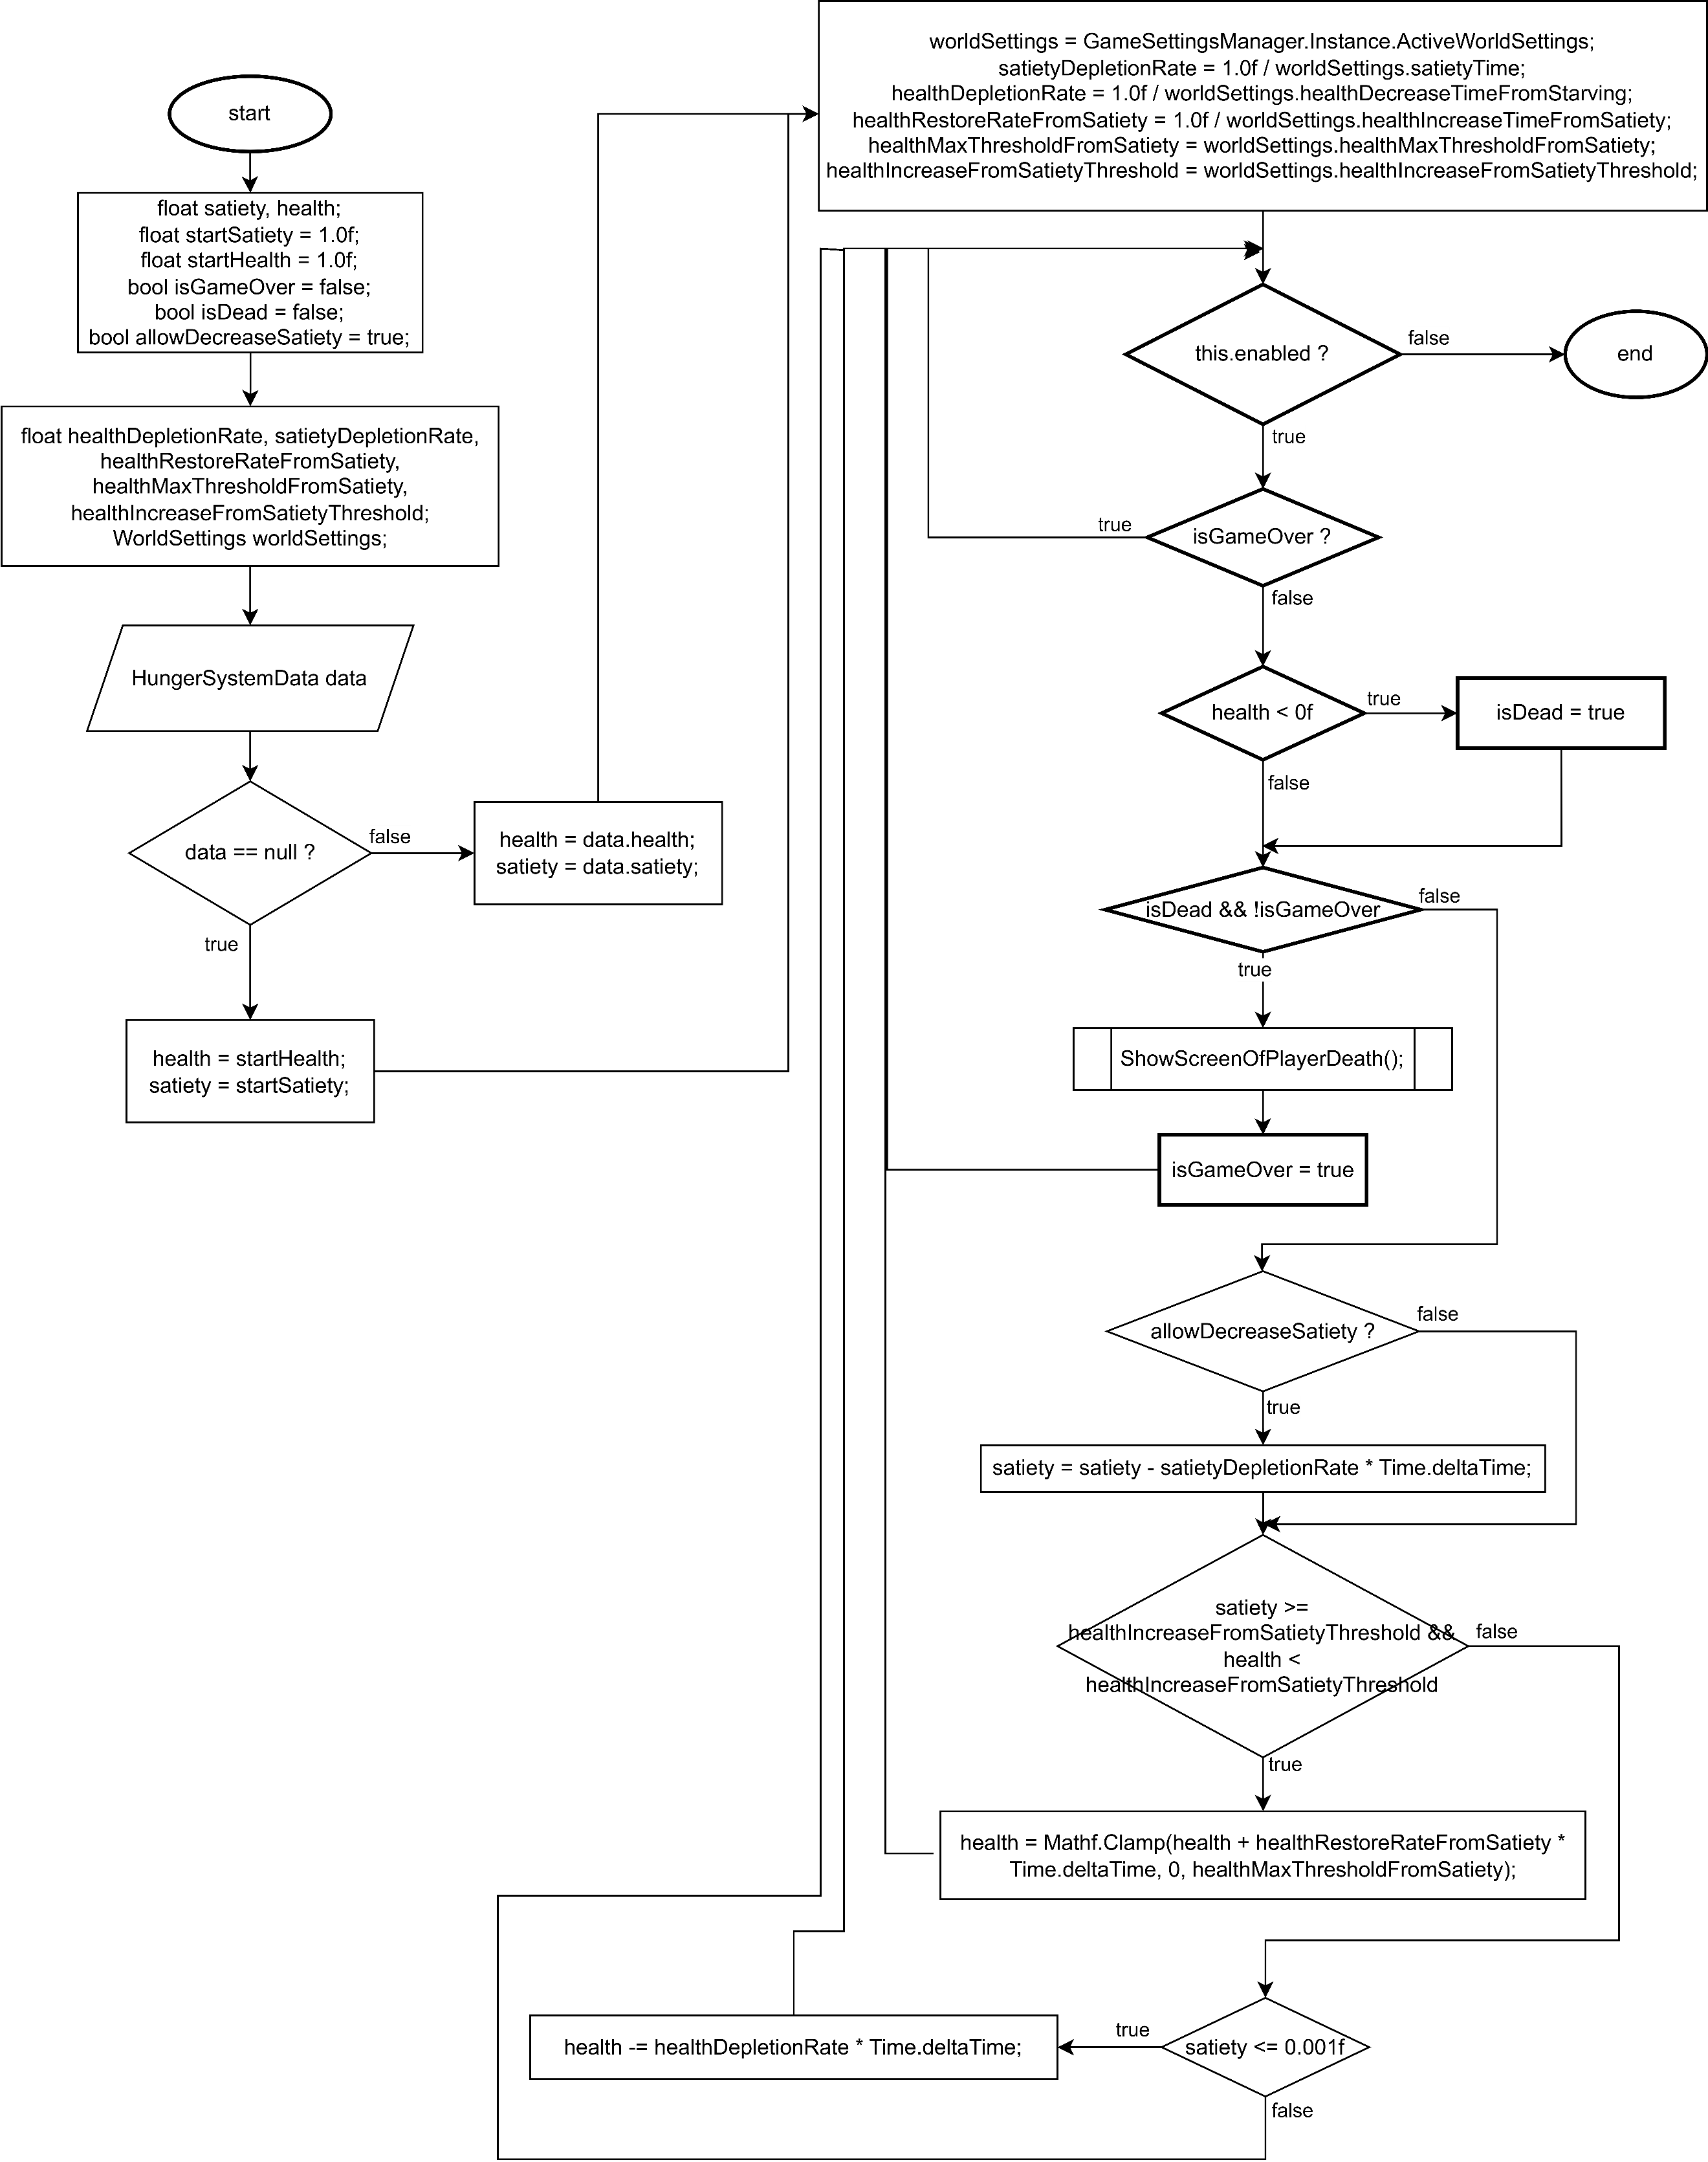 start
float satiety, health;
float startSatiety = 1.0f;
float startHealth = 1.0f;
bool isGameOver = false;
bool isDead = false;
bool allowDecreaseSatiety = true;
float healthDepletionRate, satietyDepletionRate,
healthRestoreRateFromSatiety,
healthMaxThresholdFromSatiety,
healthIncreaseFromSatietyThreshold;
WorldSettings worldSettings;
HungerSystemData data
data == null ?
false
health = data.health;
satiety = data.satiety;
true
health = startHealth;
satiety = startSatiety;
worldSettings = GameSettingsManager.Instance.ActiveWorldSettings;
satietyDepletionRate = 1.0f / worldSettings.satietyTime;
healthDepletionRate = 1.0f / worldSettings.healthDecreaseTimeFromStarving;
healthRestoreRateFromSatiety = 1.0f / worldSettings.healthIncreaseTimeFromSatiety;
healthMaxThresholdFromSatiety = worldSettings.healthMaxThresholdFromSatiety;
healthIncreaseFromSatietyThreshold = worldSettings.healthIncreaseFromSatietyThreshold;
this.enabled ?
false
end
true
isGameOver ?
true
false
health < 0f
true
isDead = true
false
isDead && !isGameOver
false
true
ShowScreenOfPlayerDeath();
isGameOver = true
allowDecreaseSatiety ?
false
true
satiety = satiety - satietyDepletionRate * Time.deltaTime;
satiety >=
healthIncreaseFromSatietyThreshold &&
health <
healthIncreaseFromSatietyThreshold
false
true
health = Mathf.Clamp(health + healthRestoreRateFromSatiety *
Time.deltaTime, 0, healthMaxThresholdFromSatiety);
satiety <= 0.001f
true
health -= healthDepletionRate * Time.deltaTime;
false